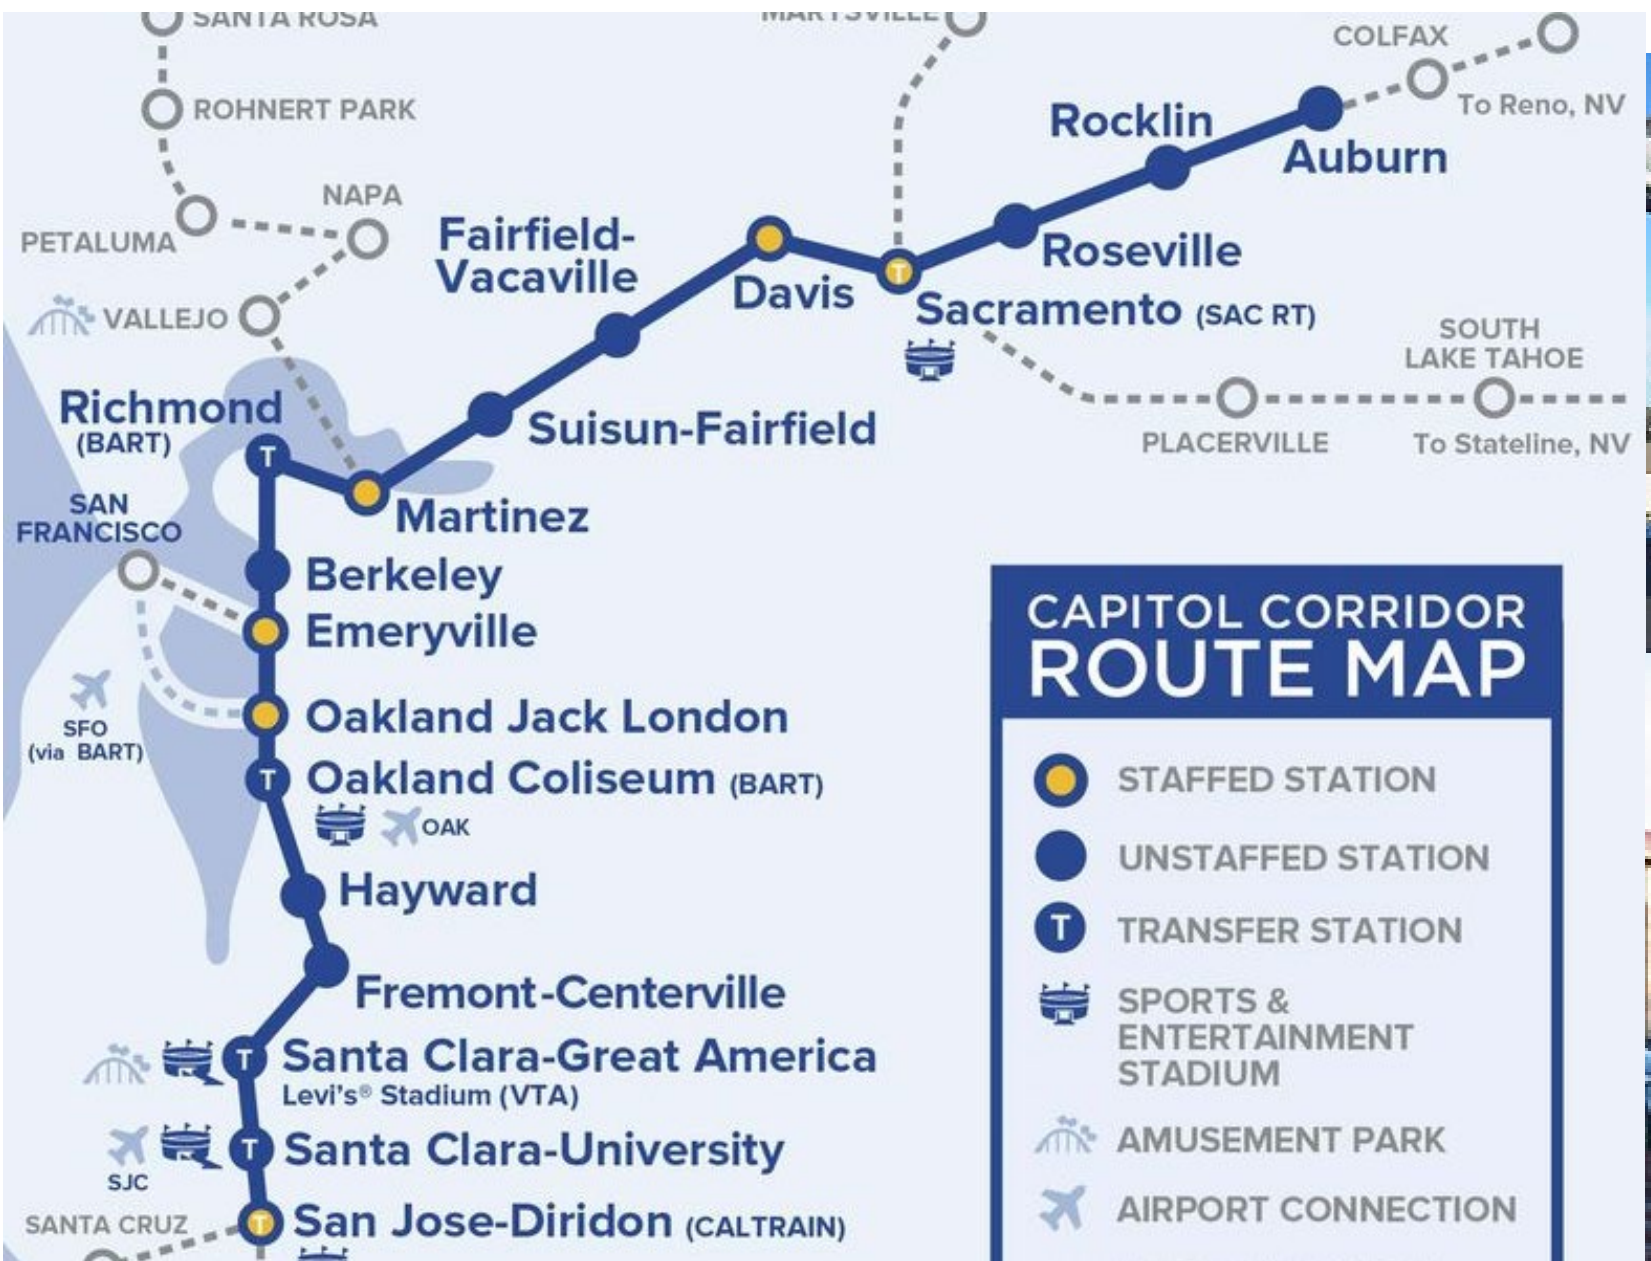 SANTA ROSA
MARYSVILLE
COLFAX
To Reno, NV
ROHNERT PARK
Rocklin
Auburn
NAPA
PETALUMA
Fairfield-
Vacaville
Roseville
Davis
Sacramento (SAC RT)
VALLEJO
SOUTH
LAKE TAHOE
PLACERVILLE
To Stateline, NV
Richmond
(BART)
Suisun-Fairfield
T
T
SAN
FRANCISCO
Martinez
Berkeley
Emeryville
SFO
(via BART)
Oakland Jack London
T
Oakland Coliseum (BART)
OAK
Hayward
Fremont-Centerville
T
Santa Clara-Great America
Levi's® Stadium (VTA)
T
Santa Clara-University
SJC
SANTA CRUZ
T
San Jose-Diridon (CALTRAIN)
CAPITOL CORRIDOR
ROUTE MAP
STAFFED STATION
UNSTAFFED STATION
T
TRANSFER STATION
SPORTS &
ENTERTAINMENT
STADIUM
AMUSEMENT PARK
AIRPORT CONNECTION